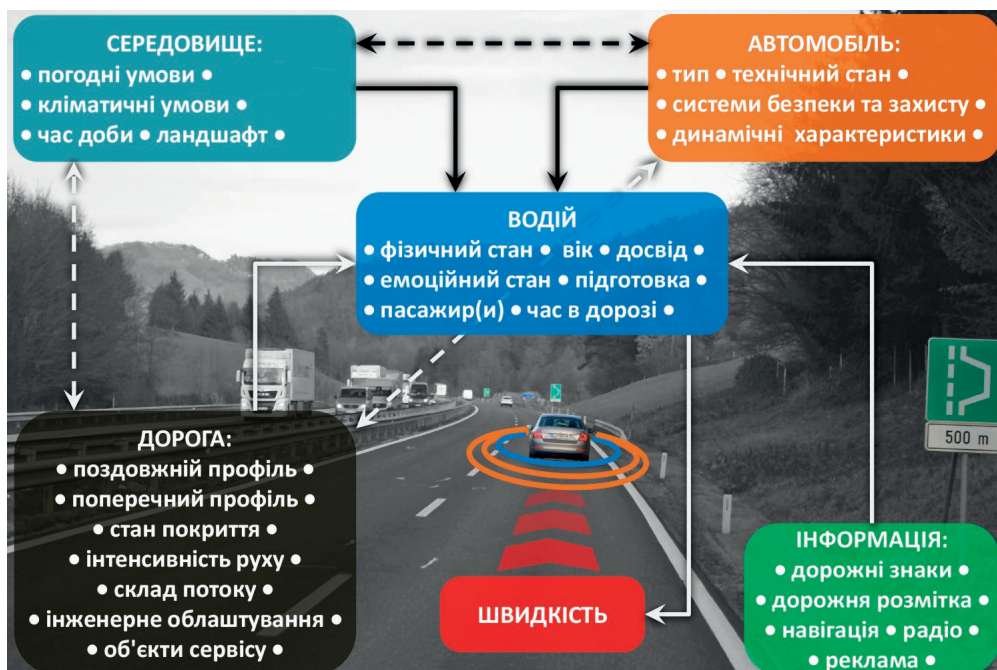 СЕРЕДОВИЩЕ:
• погодні умови •
• кліматичні умови •
• час доби • ландшафт •
АВТОМОБІЛЬ:
• тип • технічний стан •
• системи безпеки та захисту •
• динамічні характеристики •
ВОДІЙ
• фізичний стан • вік • досвід •
• емоційний стан • підготовка •
• пасажир(и) • час в дорозі •
500 m
ДОРОГА:
• поздовжній профіль •
• поперечний профіль •
• стан покриття •
• інтенсивність руху •
• склад потоку •
• інженерне облаштування •
• об'єкти сервісу •
ШВИДКІСТЬ
ІНФОРМАЦІЯ:
• дорожні знаки •
• дорожня розмітка •
• навігація • радіо •
• реклама •